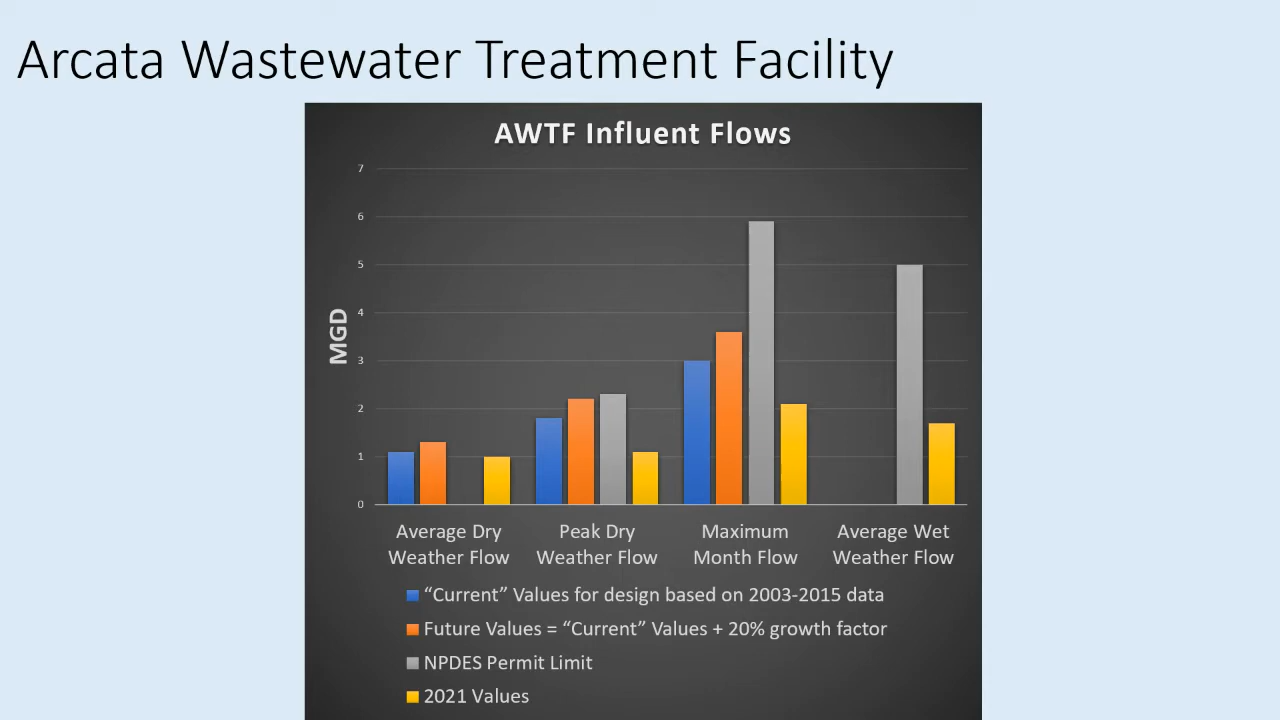 Arcata Wastewater Treatment Facility
AWTF Influent Flows
7
6
5
4
3
2
1
0
MGD
Average Dry
Weather Flow
Peak Dry
Weather Flow
Maximum
Month Flow
Average Wet
Weather Flow
“Current” Values for design based on 2003-2015 data
Future Values = “Current” Values + 20% growth factor
NPDES Permit Limit
2021 Values